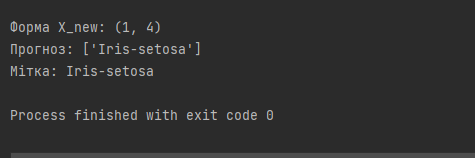 Форма X_new: (1, 4)
Прогноз: ['Iris-setosa']
Мітка: Iris-setosa
Process finished with exit code 0